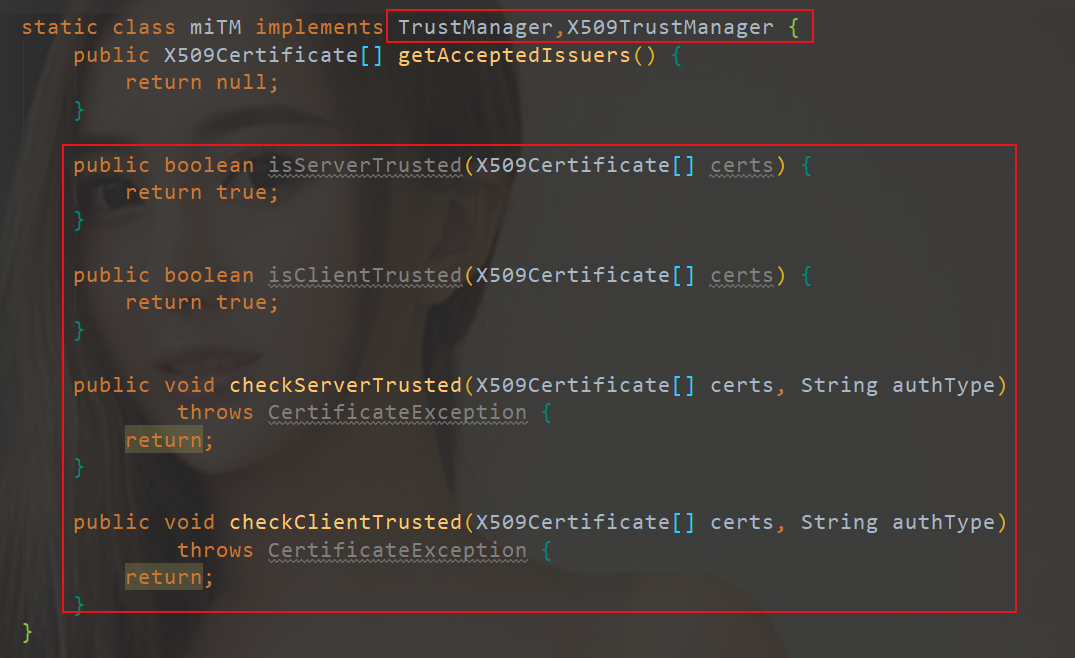 static class miTM implements TrustManager,X509TrustManager {
public X509Certificate[] getAcceptedIssuers() {
return null;
}
public boolean isServerTrusted(X509Certificate[] certs) {
return true;
}
public boolean isClientTrusted(X509Certificate[] certs) {
return true;
}
public void checkServerTrusted(X509Certificate[] certs, String authType)
throws CertificateException {
return;
}
public void checkClientTrusted(X509Certificate[] certs, String authType)
throws CertificateException {
return;
}
}